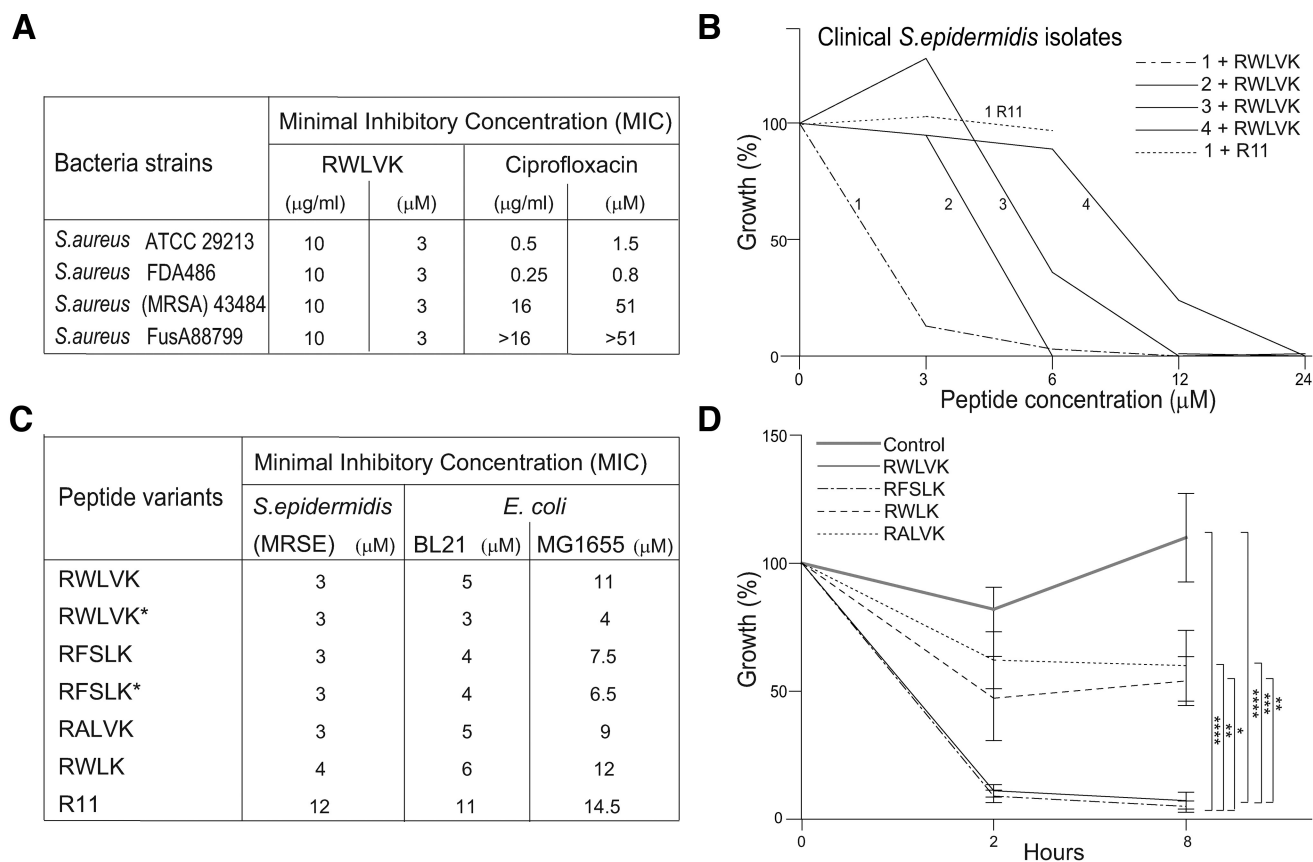 A
Minimal Inhibitory Concentration (MIC)
Bacteria strains
RWLVK Ciprofloxacin
(µg/ml) (µM) (µg/ml) (µM)
S.aureus ATCC 29213 10 3 0.5 1.5
S.aureus FDA486 10 3 0.25 0.8
S.aureus (MRSA) 43484 10 3 16 51
S.aureus FusA88799 10 3 >16 >51
B
Clinical S.epidermidis isolates
1 + RWLVK
2 + RWLVK
3 + RWLVK
4 + RWLVK
1 + R11
Growth (%)
100
50
0
1 R11
1 2 3 4
0 3 6 12 24
Peptide concentration (µM)
C
Minimal Inhibitory Concentration (MIC)
Peptide variants
S.epidermidis E. coli
(MRSE) (µM) BL21 (µM) MG1655 (µM)
RWLVK 3 5 11
RWLVK* 3 3 4
RFSLK 3 4 7.5
RFSLK* 3 4 6.5
RALVK 3 5 9
RWLK 4 6 12
R11 12 11 14.5
D
Control
RWLVK
RFSLK
RWLK
RALVK
Growth (%)
150
100
50
0
0 2 8
Hours
****
**
*
****
***
**